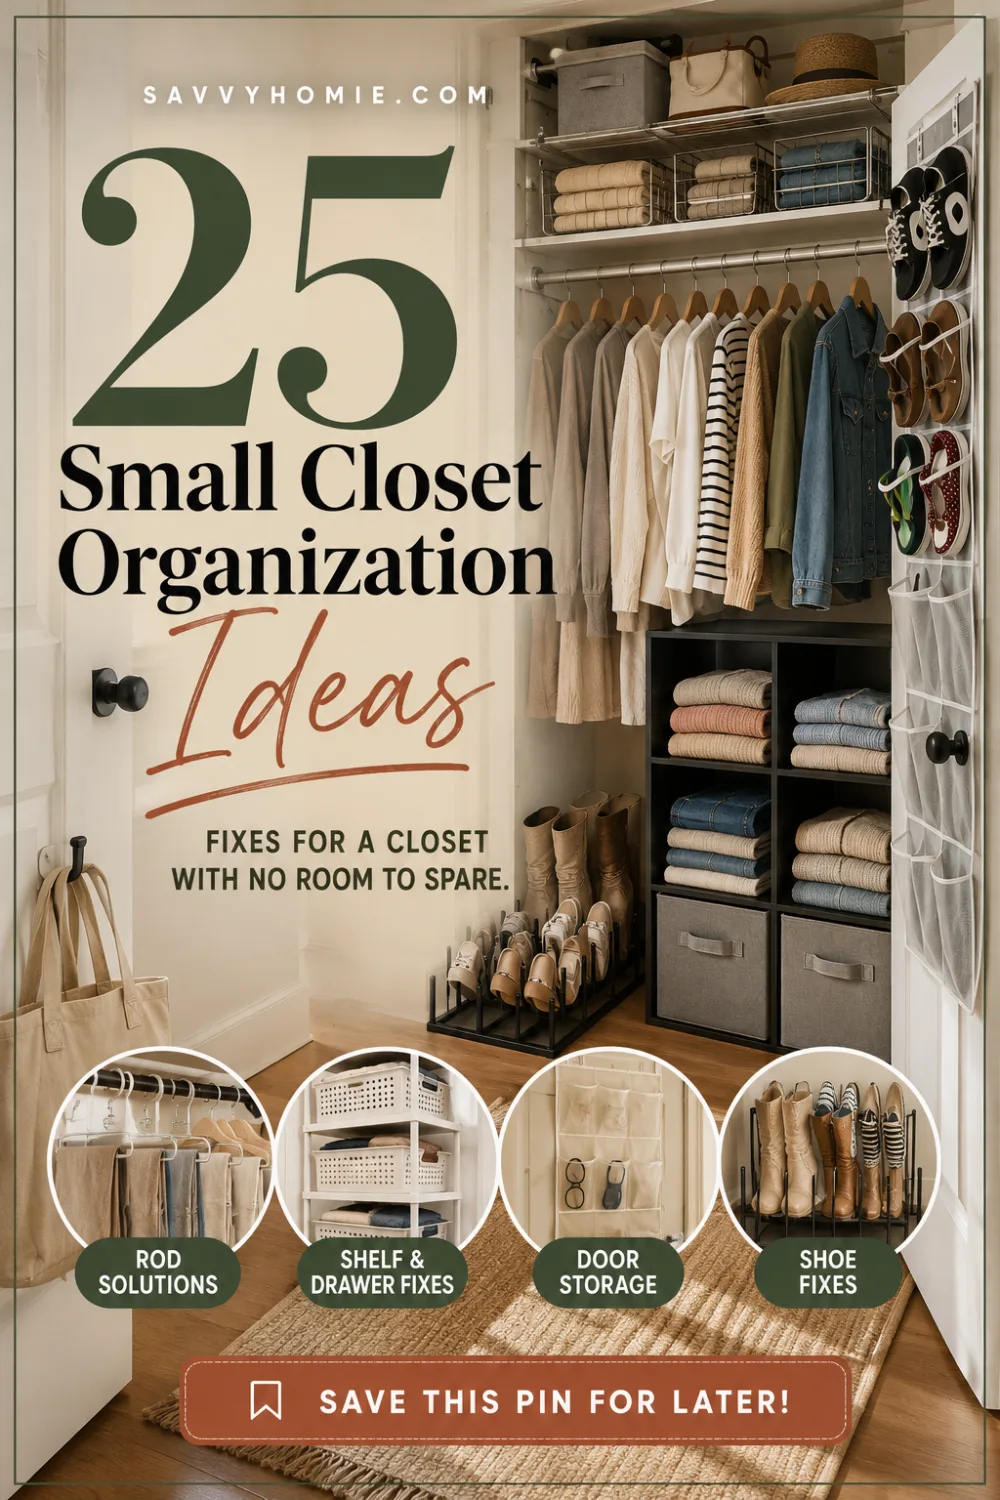 SAVVYHOMIE.COM
25
Small Closet
Organization
Ideas
FIXES FOR A CLOSET
WITH NO ROOM TO SPARE.
ROD
SOLUTIONS
SHELF &
DRAWER FIXES
DOOR
STORAGE
SHOE
FIXES
SAVE THIS PIN FOR LATER!